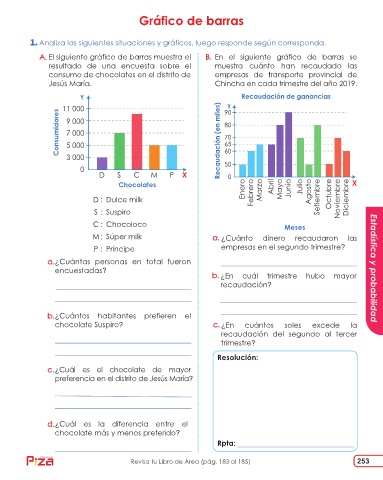 Gráfico de barras
1. Analiza las siguientes situaciones y gráficos, luego responde según corresponda.
A. El siguiente gráfico de barras muestra el
resultado de una encuesta sobre el
consumo de chocolates en el distrito de
Jesús María.
Y
Consumidores
11 000
9 000
7 000
5 000
3 000
0
D S C M P X
Chocolates
D : Dulce milk
S : Suspiro
C : Chocoloco
M : Súper milk
P : Príncipe
a. ¿Cuántas personas en total fueron
encuestadas?
b. ¿Cuántos habitantes prefieren el
chocolate Suspiro?
c. ¿Cuál es el chocolate de mayor
preferencia en el distrito de Jesús María?
d. ¿Cuál es la diferencia entre el
chocolate más y menos preferido?
B. En el siguiente gráfico de barras se
muestra cuánto han recaudado las
empresas de transporte provincial de
Chincha en cada trimestre del año 2019.
Recaudación de ganancias
Y
Recaudación (en miles)
90
80
70
65
60
50
0
Enero
Febrero
Marzo
Abril
Mayo
Junio
Julio
Agosto
Setiembre
Octubre
Noviembre
Diciembre
X
Meses
a. ¿Cuánto dinero recaudaron las
empresas en el segundo trimestre?
b. ¿En cuál trimestre hubo mayor
recaudación?
c. ¿En cuántos soles excede la
recaudación del segundo al tercer
trimestre?
Resolución:
Rpta:
Estadística y probabilidad
Pizza
Revisa tu Libro de Área (pág. 183 al 185)
253